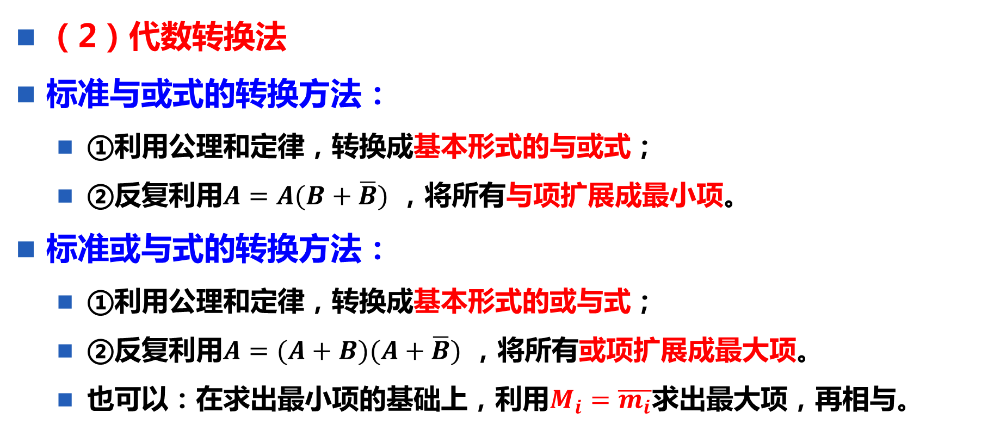 （2）代数转换法
标准与或式的转换方法：
①利用公理和定律，转换成基本形式的与或式；
②反复利用A = A(B + B̅) ，将所有与项扩展成最小项。
标准或与式的转换方法：
①利用公理和定律，转换成基本形式的或与式；
②反复利用A = (A + B)(A + B̅) ，将所有或项扩展成最大项。
也可以：在求出最小项的基础上，利用Mᵢ = m̅ᵢ̅求出最大项，再相与。